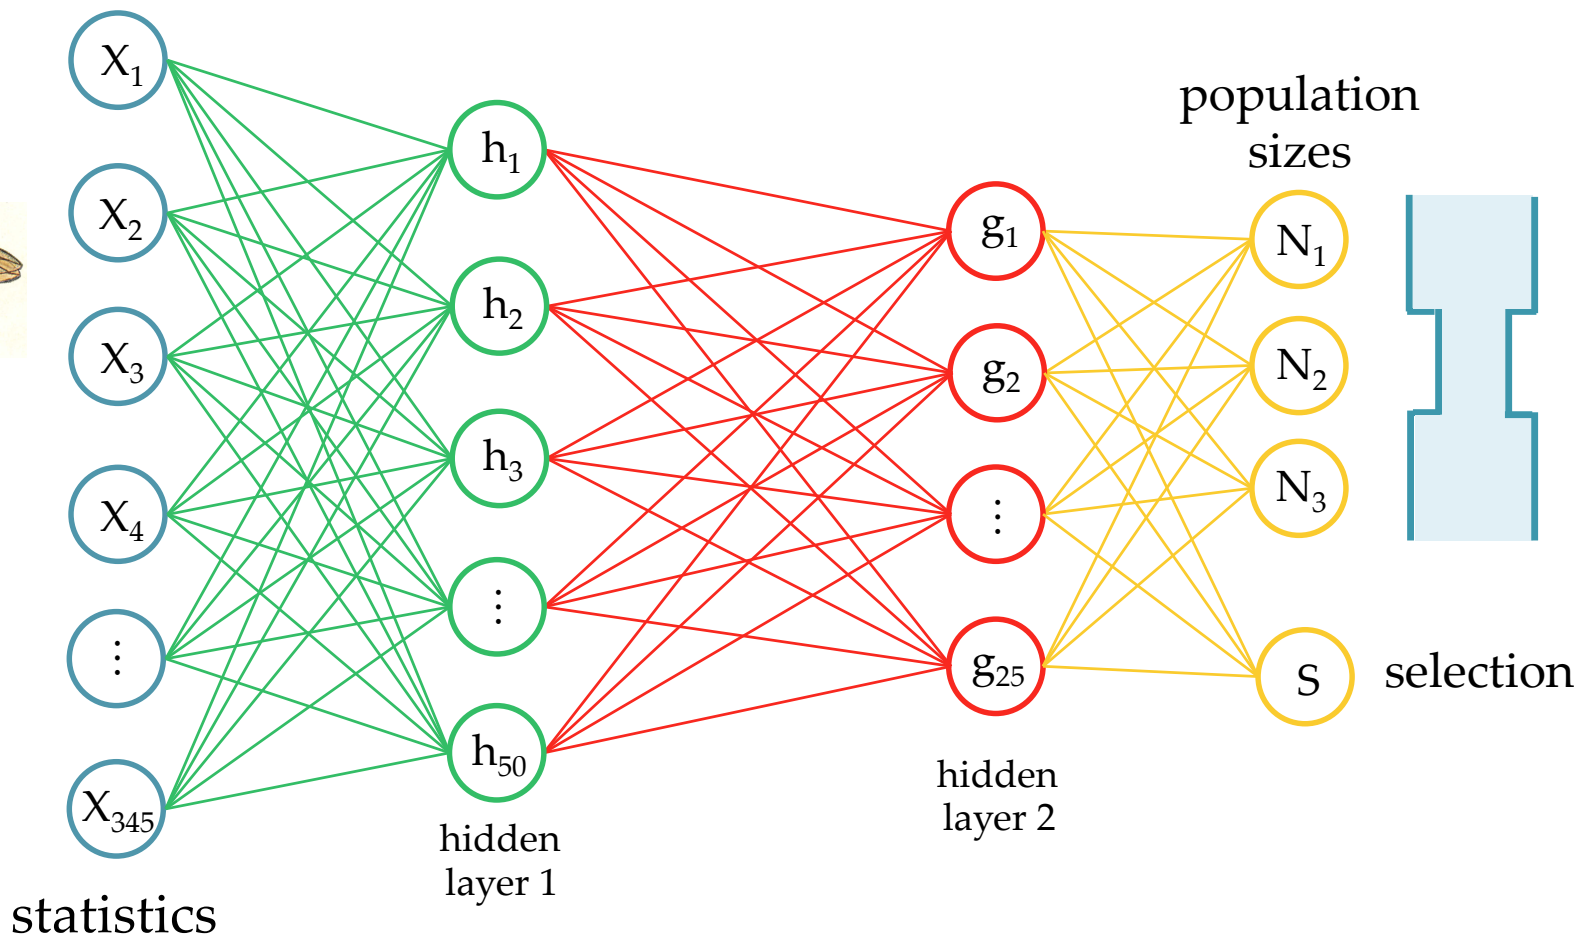 X₁
X₂
X₃
X₄
⋮
X₃₄₅
statistics
h₁
h₂
h₃
⋮
h₅₀
hidden
layer 1
g₁
g₂
⋮
g₂₅
hidden
layer 2
population
sizes
N₁
N₂
N₃
S
selection